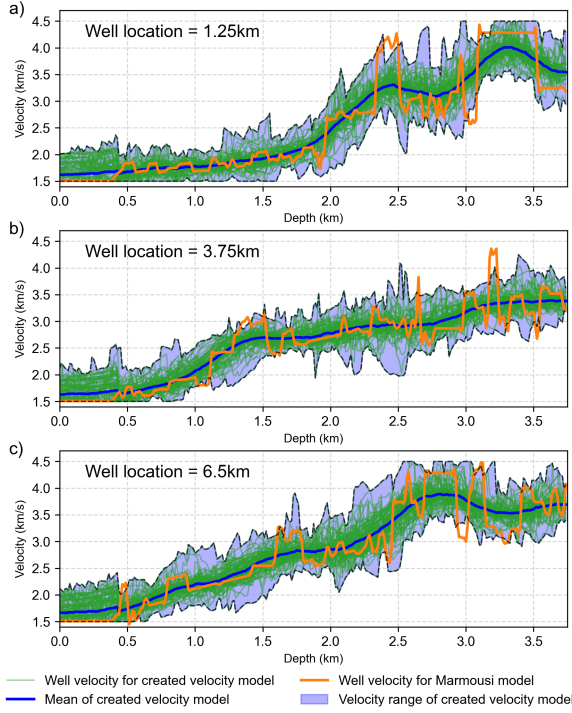 a)
Well location = 1.25km
Velocity (km/s)
4.5
4.0
3.5
3.0
2.5
2.0
1.5
0.0 0.5 1.0 1.5 2.0 2.5 3.0 3.5
Depth (km)
b)
Well location = 3.75km
Velocity (km/s)
4.5
4.0
3.5
3.0
2.5
2.0
1.5
0.0 0.5 1.0 1.5 2.0 2.5 3.0 3.5
Depth (km)
c)
Well location = 6.5km
Velocity (km/s)
4.5
4.0
3.5
3.0
2.5
2.0
1.5
0.0 0.5 1.0 1.5 2.0 2.5 3.0 3.5
Depth (km)
Well velocity for created velocity model
Well velocity for Marmousi model
Mean of created velocity model
Velocity range of created velocity model